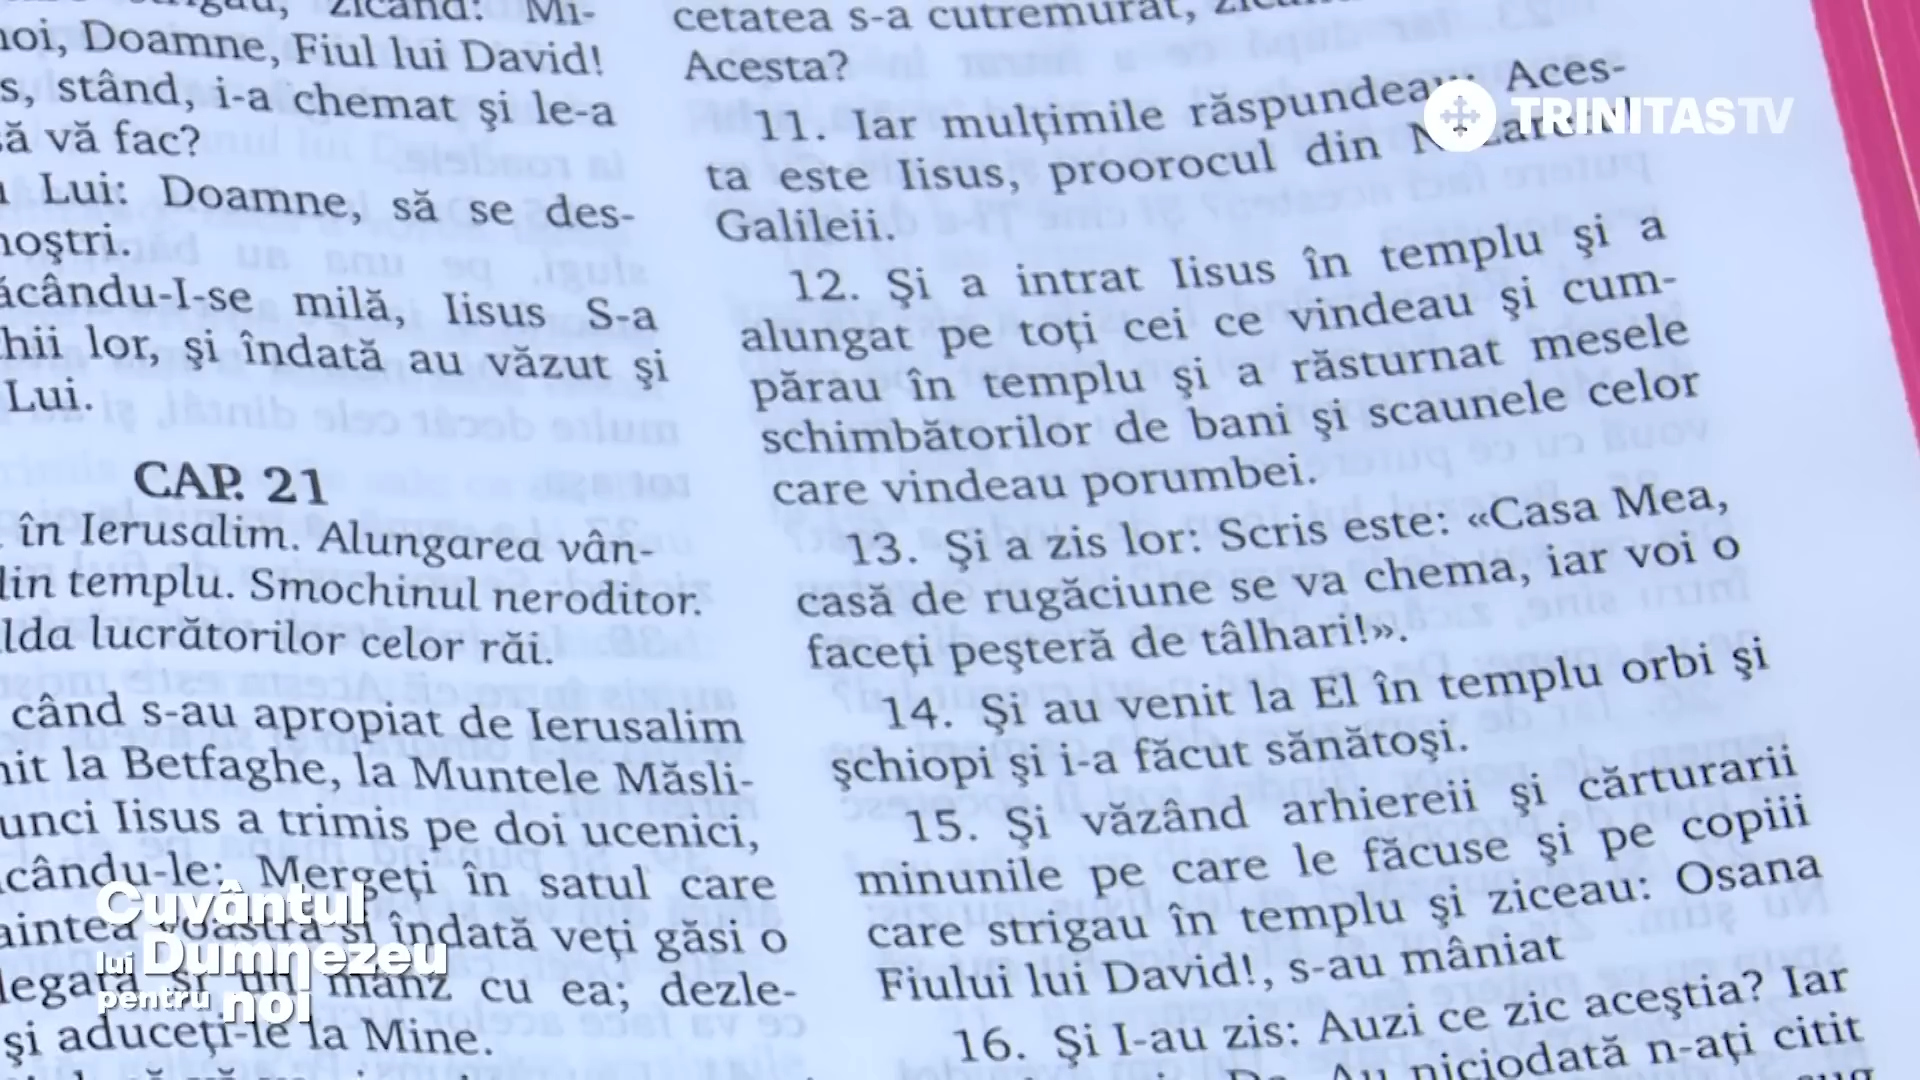 zicând: Mi-
noi, Doamne, Fiul lui David!
s, stând, i-a chemat şi le-a
să vă fac?
Lui: Doamne, să se des-
noştri.
făcându-I-se milă, Iisus S-a
chii lor, şi îndată au văzut şi
Lui.
CAP. 21
în Ierusalim. Alungarea vân-
din templu. Smochinul neroditor.
ilda lucrătorilor celor răi.
când s-au apropiat de Ierusalim
nit la Betfaghe, la Muntele Măsli-
unci Iisus a trimis pe doi ucenici,
cându-le: Mergeţi în satul care
aintea voastră şi îndată veţi găsi o
legată şi un mânz cu ea; dezle-
şi aduceţi-le la Mine.
cetatea s-a cutremurat,
Acesta?
11. Iar mulţimile răspundeau: Aces-
ta este Iisus, proorocul din Nazaretul
Galileii.
12. Şi a intrat Iisus în templu şi a
alungat pe toţi cei ce vindeau şi cum-
părau în templu şi a răsturnat mesele
schimbătorilor de bani şi scaunele celor
care vindeau porumbei.
13. Şi a zis lor: Scris este: «Casa Mea,
casă de rugăciune se va chema, iar voi o
faceţi peşteră de tâlhari!».
14. Şi au venit la El în templu orbi şi
şchiopi şi i-a făcut sănătoşi.
15. Şi văzând arhiereii şi cărturarii
minunile pe care le făcuse şi pe copiii
care strigau în templu şi ziceau: Osana
Fiului lui David!, s-au mâniat
16. Şi I-au zis: Auzi ce zic aceştia? Iar
Au niciodată n-aţi citit
TRINITAS TV
Cuvântul
lui Dumnezeu
pentru noi